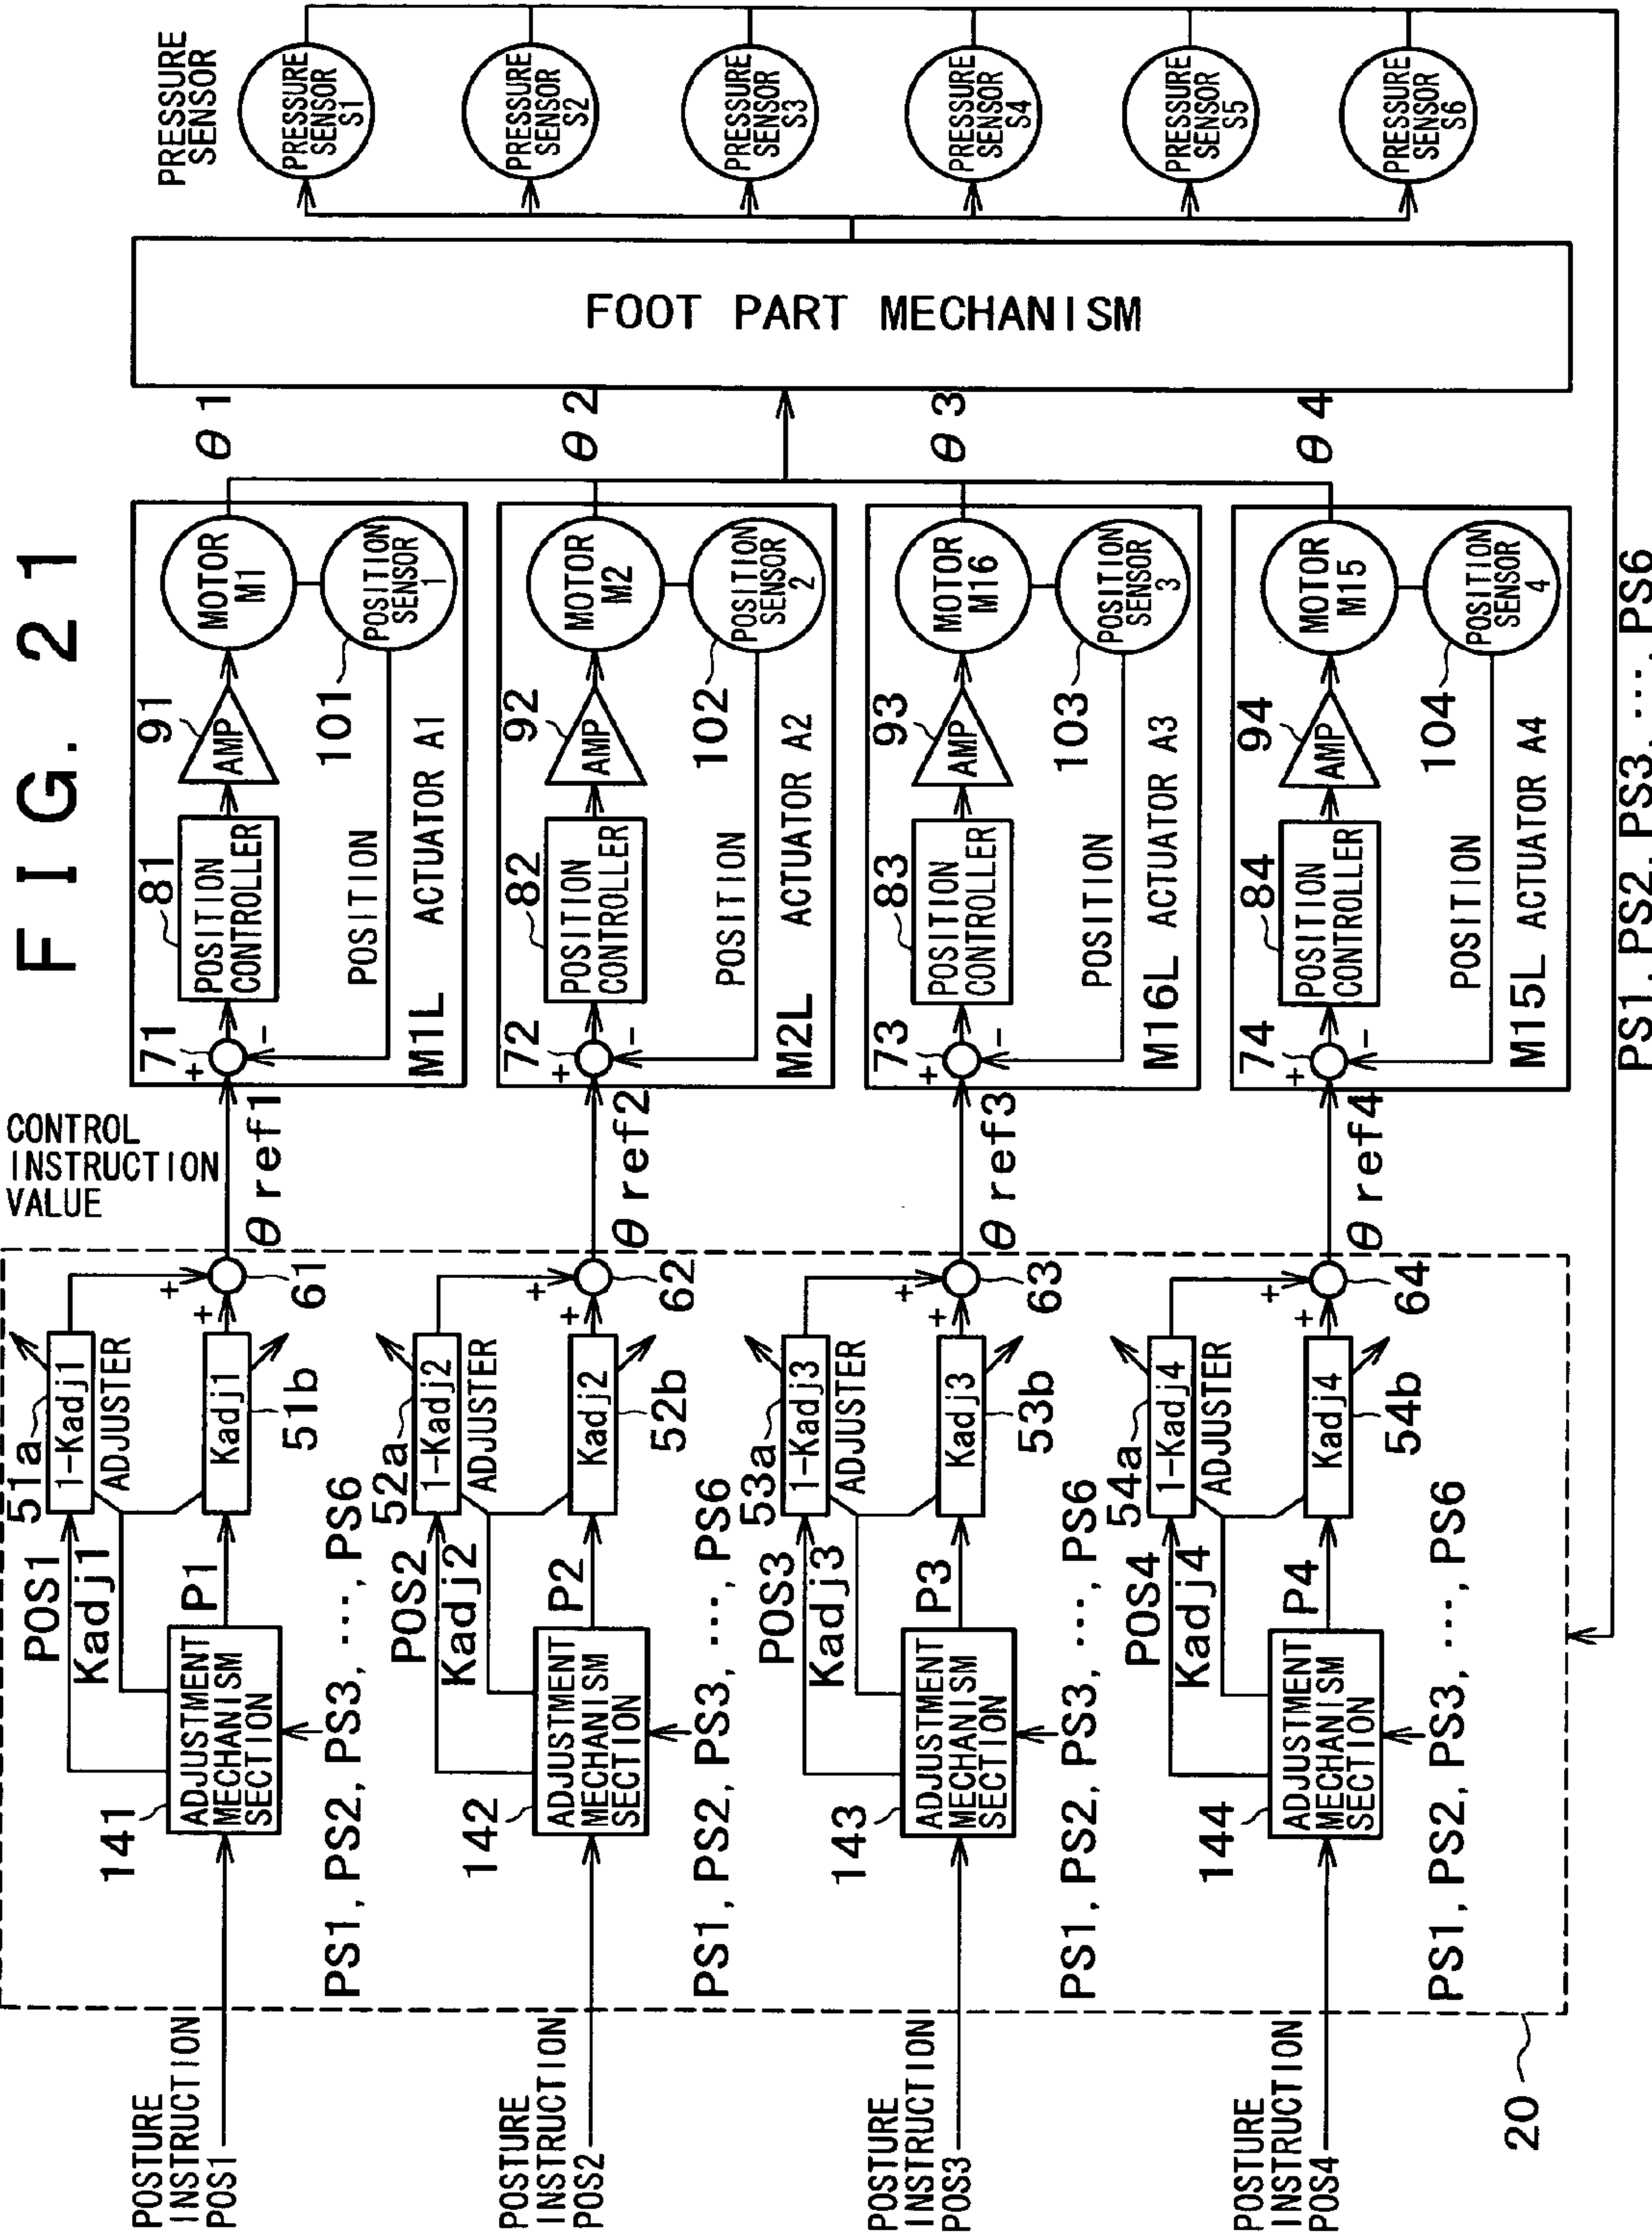 FIG. 21
POSTURE
INSTRUCTION
POS1
141
ADJUSTMENT
MECHANISM
SECTION
PS1, PS2, PS3, ···, PS6
POS1
Kadj1
P1
51a
1-Kadj1
ADJUSTER
Kadj1
51b
+
+
61
CONTROL
INSTRUCTION
VALUE
θref1
71
+
-
81
POSITION
CONTROLLER
91
AMP
MOTOR
M1
101
POSITION
SENSOR
1
POSITION
M1L ACTUATOR A1
θ1
POSTURE
INSTRUCTION
POS2
142
ADJUSTMENT
MECHANISM
SECTION
PS1, PS2, PS3, ···, PS6
POS2
Kadj2
P2
52a
1-Kadj2
ADJUSTER
Kadj2
52b
+
+
62
θref2
72
+
-
82
POSITION
CONTROLLER
92
AMP
MOTOR
M2
102
POSITION
SENSOR
2
POSITION
M2L ACTUATOR A2
θ2
POSTURE
INSTRUCTION
POS3
143
ADJUSTMENT
MECHANISM
SECTION
PS1, PS2, PS3, ···, PS6
POS3
Kadj3
P3
53a
1-Kadj3
ADJUSTER
Kadj3
53b
+
+
63
θref3
73
+
-
83
POSITION
CONTROLLER
93
AMP
MOTOR
M16
103
POSITION
SENSOR
3
POSITION
M16L ACTUATOR A3
θ3
POSTURE
INSTRUCTION
POS4
144
ADJUSTMENT
MECHANISM
SECTION
PS1, PS2, PS3, ···, PS6
POS4
Kadj4
P4
54a
1-Kadj4
ADJUSTER
Kadj4
54b
+
+
64
θref4
74
+
-
84
POSITION
CONTROLLER
94
AMP
MOTOR
M15
104
POSITION
SENSOR
4
POSITION
M15L ACTUATOR A4
θ4
20
FOOT PART MECHANISM
PRESSURE
SENSOR
PRESSURE
SENSOR
S1
PRESSURE
SENSOR
S2
PRESSURE
SENSOR
S3
PRESSURE
SENSOR
S4
PRESSURE
SENSOR
S5
PRESSURE
SENSOR
S6
PS1, PS2, PS3, ···, PS6